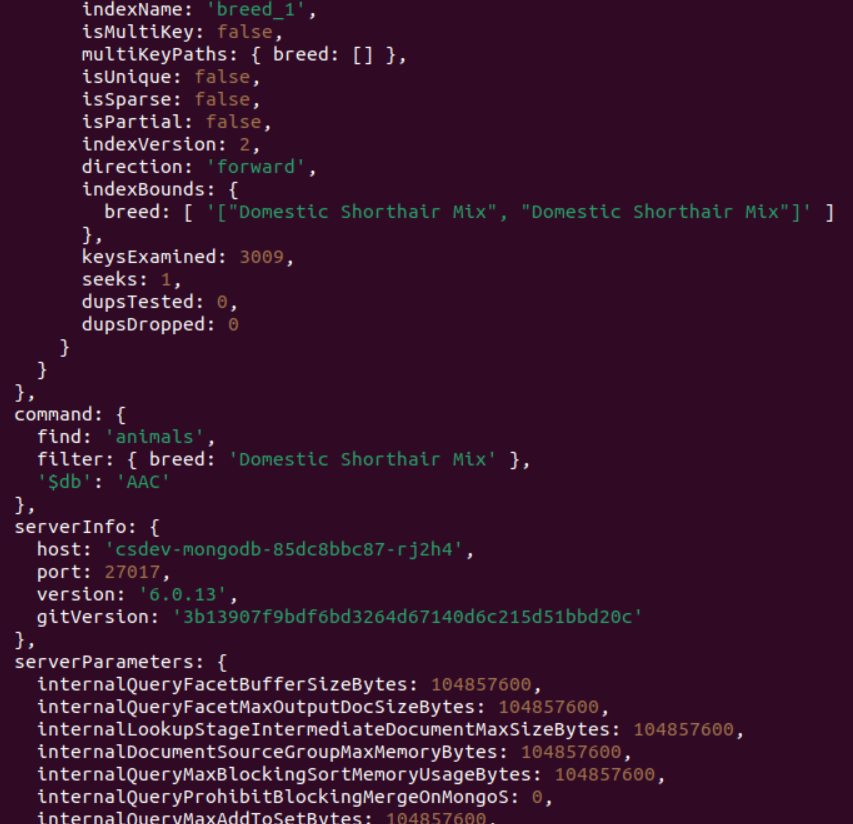 indexName: 'breed_1',
isMultiKey: false,
multiKeyPaths: { breed: [] },
isUnique: false,
isSparse: false,
isPartial: false,
indexVersion: 2,
direction: 'forward',
indexBounds: {
breed: [ '["Domestic Shorthair Mix", "Domestic Shorthair Mix"]' ]
},
keysExamined: 3009,
seeks: 1,
dupsTested: 0,
dupsDropped: 0
}
}
},
command: {
find: 'animals',
filter: { breed: 'Domestic Shorthair Mix' },
'$db': 'AAC'
},
serverInfo: {
host: 'csdev-mongodb-85dc8bbc87-rj2h4',
port: 27017,
version: '6.0.13',
gitVersion: '3b13907f9bdf6bd3264d67140d6c215d51bbd20c'
},
serverParameters: {
internalQueryFacetBufferSizeBytes: 104857600,
internalQueryFacetMaxOutputDocSizeBytes: 104857600,
internalLookupStageIntermediateDocumentMaxSizeBytes: 104857600,
internalDocumentSourceGroupMaxMemoryBytes: 104857600,
internalQueryMaxBlockingSortMemoryUsageBytes: 104857600,
internalQueryProhibitBlockingMergeOnMongoS: 0,
internalQueryMaxAddToSetBytes: 104857600,